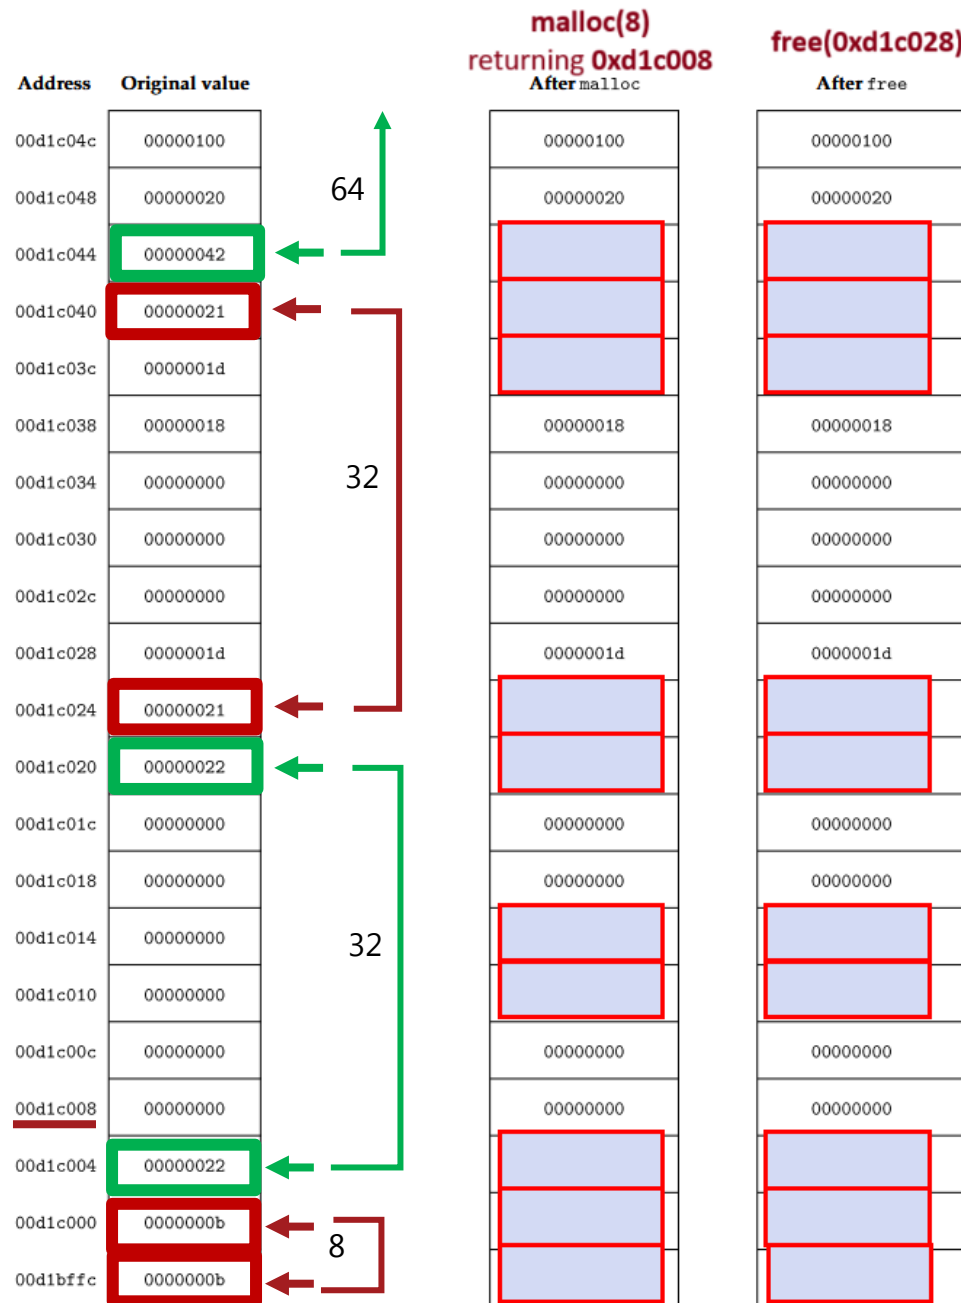 malloc(8)
returning 0xd1c008
free(0xd1c028)
Address Original value After malloc After free
00d1c04c 00000100 00000100 00000100
64
00d1c048 00000020 00000020 00000020
00d1c044 00000042
00d1c040 00000021
00d1c03c 0000001d
00d1c038 00000018 00000018 00000018
32
00d1c034 00000000 00000000 00000000
00d1c030 00000000 00000000 00000000
00d1c02c 00000000 00000000 00000000
00d1c028 0000001d 0000001d 0000001d
00d1c024 00000021
00d1c020 00000022
00d1c01c 00000000 00000000 00000000
00d1c018 00000000 00000000 00000000
00d1c014 00000000
32
00d1c010 00000000
00d1c00c 00000000 00000000 00000000
00d1c008 00000000 00000000 00000000
00d1c004 00000022
00d1c000 0000000b
8
00d1bffc 0000000b